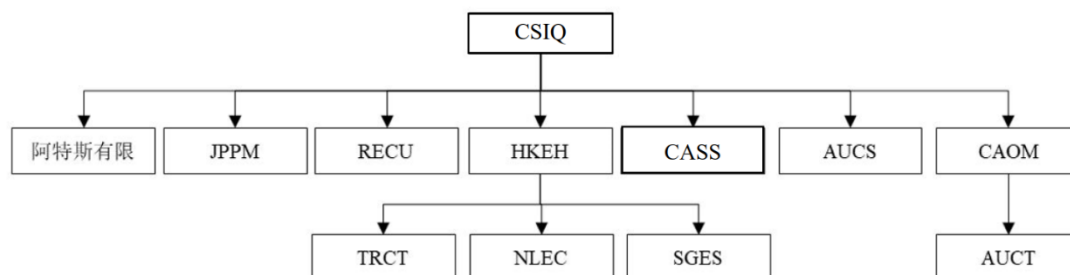 CSIQ
阿特斯有限 JPPM RECU HKEH CASS AUCS CAOM
TRCT NLEC SGES AUCT